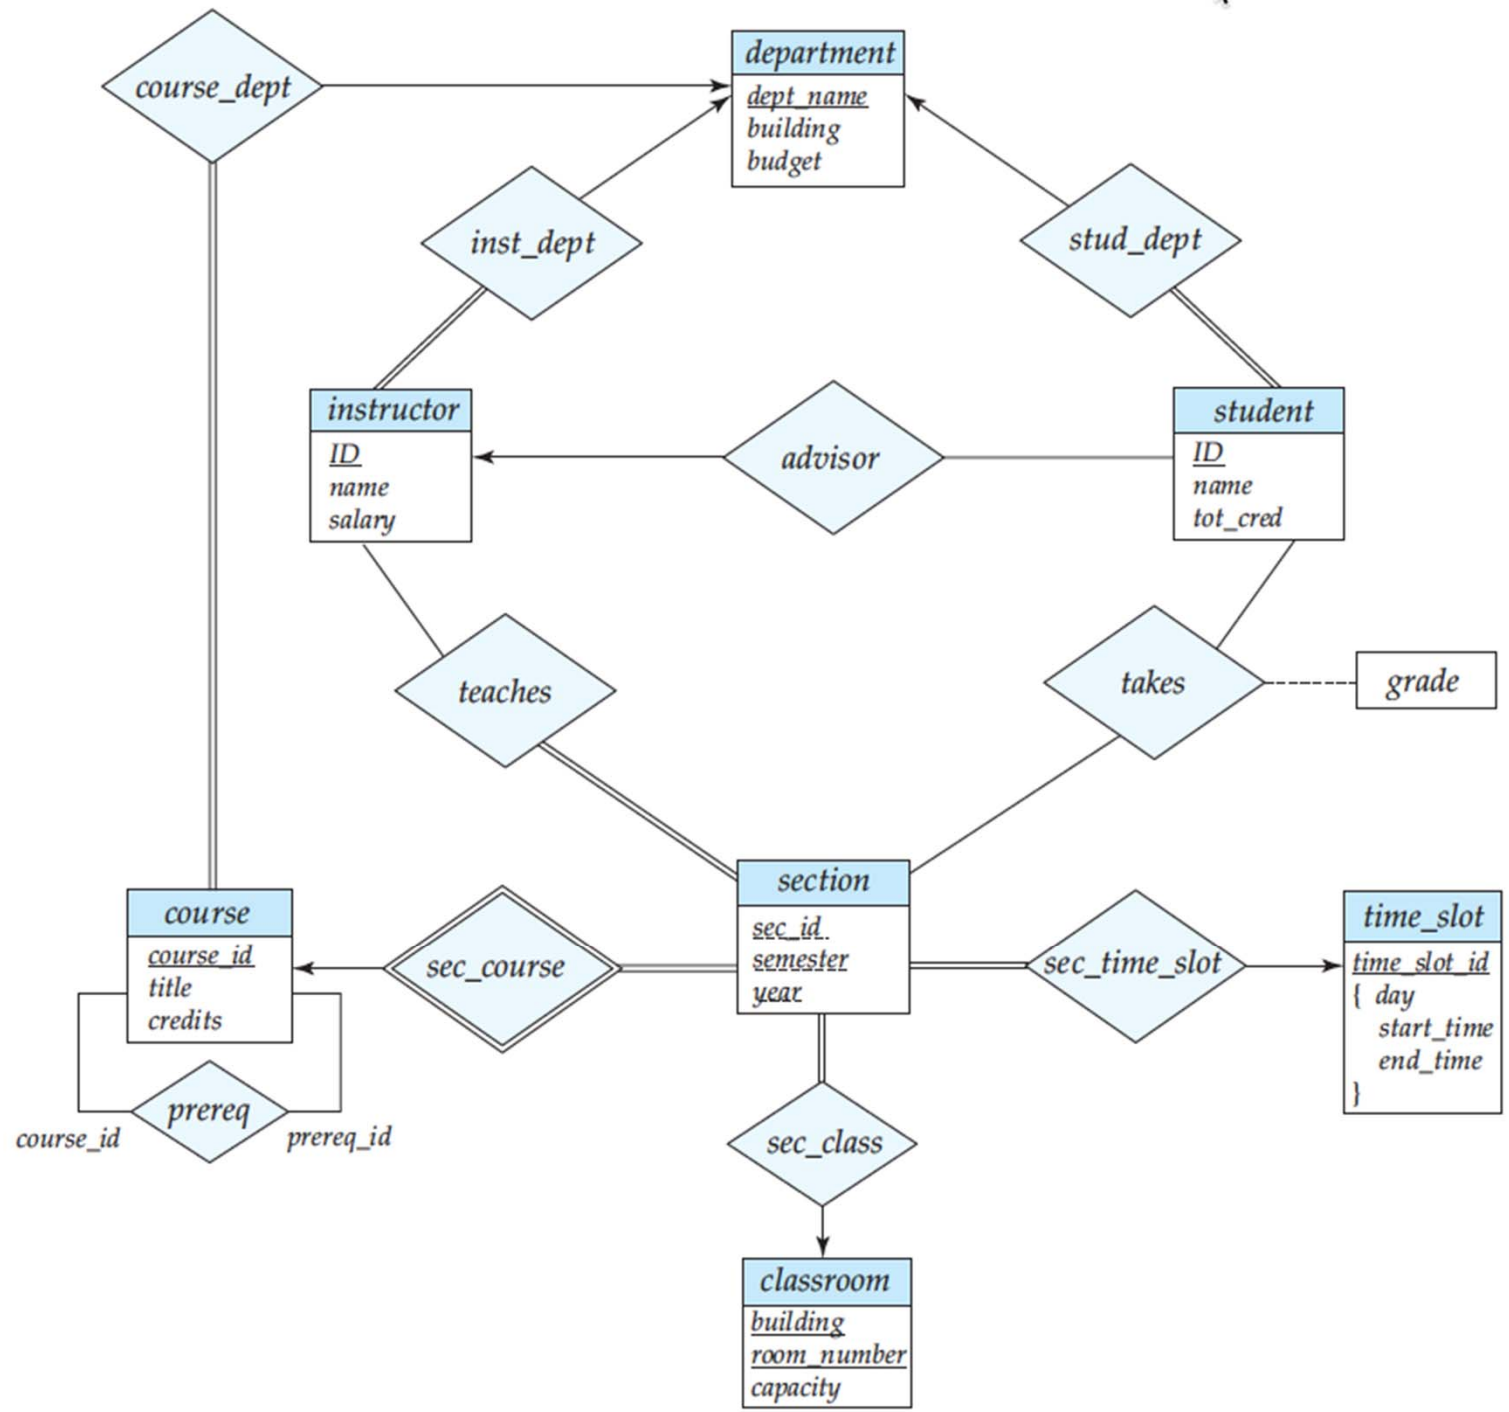 department
course_dept
dept_name
building
budget
inst_dept
stud_dept
instructor
ID
name
salary
advisor
student
ID
name
tot_cred
teaches
takes
grade
section
sec_id
semester
year
course
course_id
title
credits
sec_course
sec_time_slot
time_slot
time_slot_id
{ day
start_time
end_time
}
prereq
course_id
prereq_id
sec_class
classroom
building
room_number
capacity